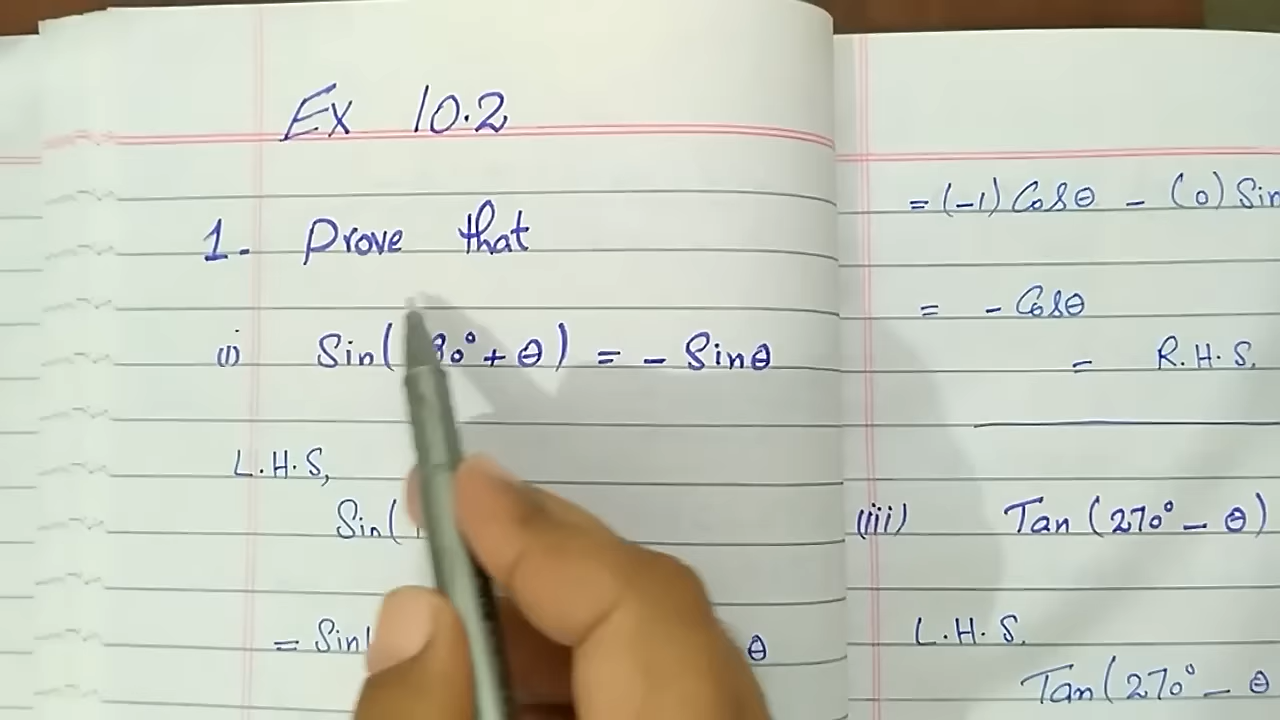 Ex 10.2
1. Prove that
(i) Sin( 80° + θ) = - Sinθ
L.H.S,
Sin(
= Sin θ
= (-1) Cosθ - (0) Sin
= - Cosθ
= R.H.S.
(iii) Tan (270° - θ)
L.H.S.
Tan (270° - θ